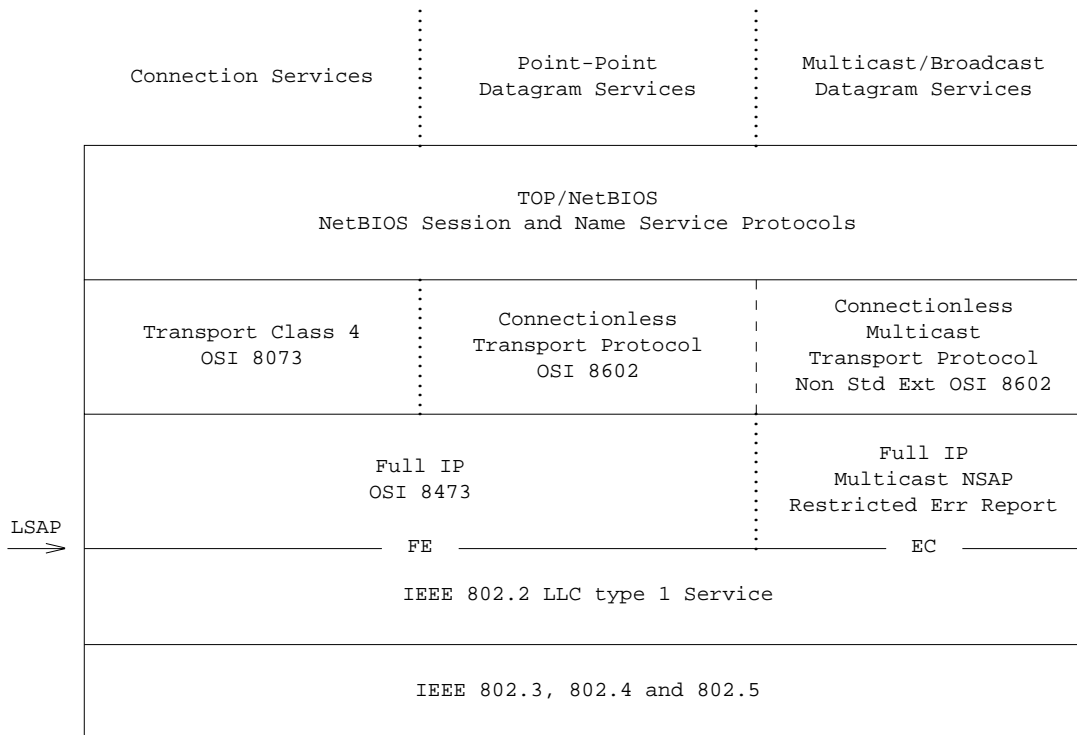 Connection Services
Point-Point
Datagram Services
Multicast/Broadcast
Datagram Services
TOP/NetBIOS
NetBIOS Session and Name Service Protocols
Transport Class 4
OSI 8073
Connectionless
Transport Protocol
OSI 8602
Connectionless
Multicast
Transport Protocol
Non Std Ext OSI 8602
Full IP
OSI 8473
Full IP
Multicast NSAP
Restricted Err Report
LSAP
FE
EC
IEEE 802.2 LLC type 1 Service
IEEE 802.3, 802.4 and 802.5